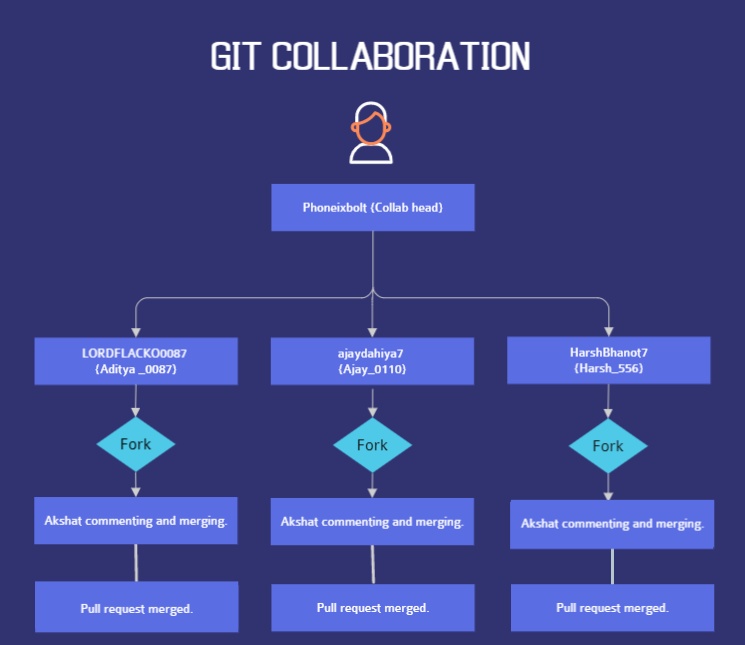 GIT COLLABORATION
Phoneixbolt (Collab head)
LORDFLACKO0087
(Aditya _0087)
ajaydahiya7
(Ajay_0110)
HarshBhanot7
(Harsh_556)
Fork
Fork
Fork
Akshat commenting and merging.
Akshat commenting and merging.
Akshat commenting and merging.
Pull request merged.
Pull request merged.
Pull request merged.